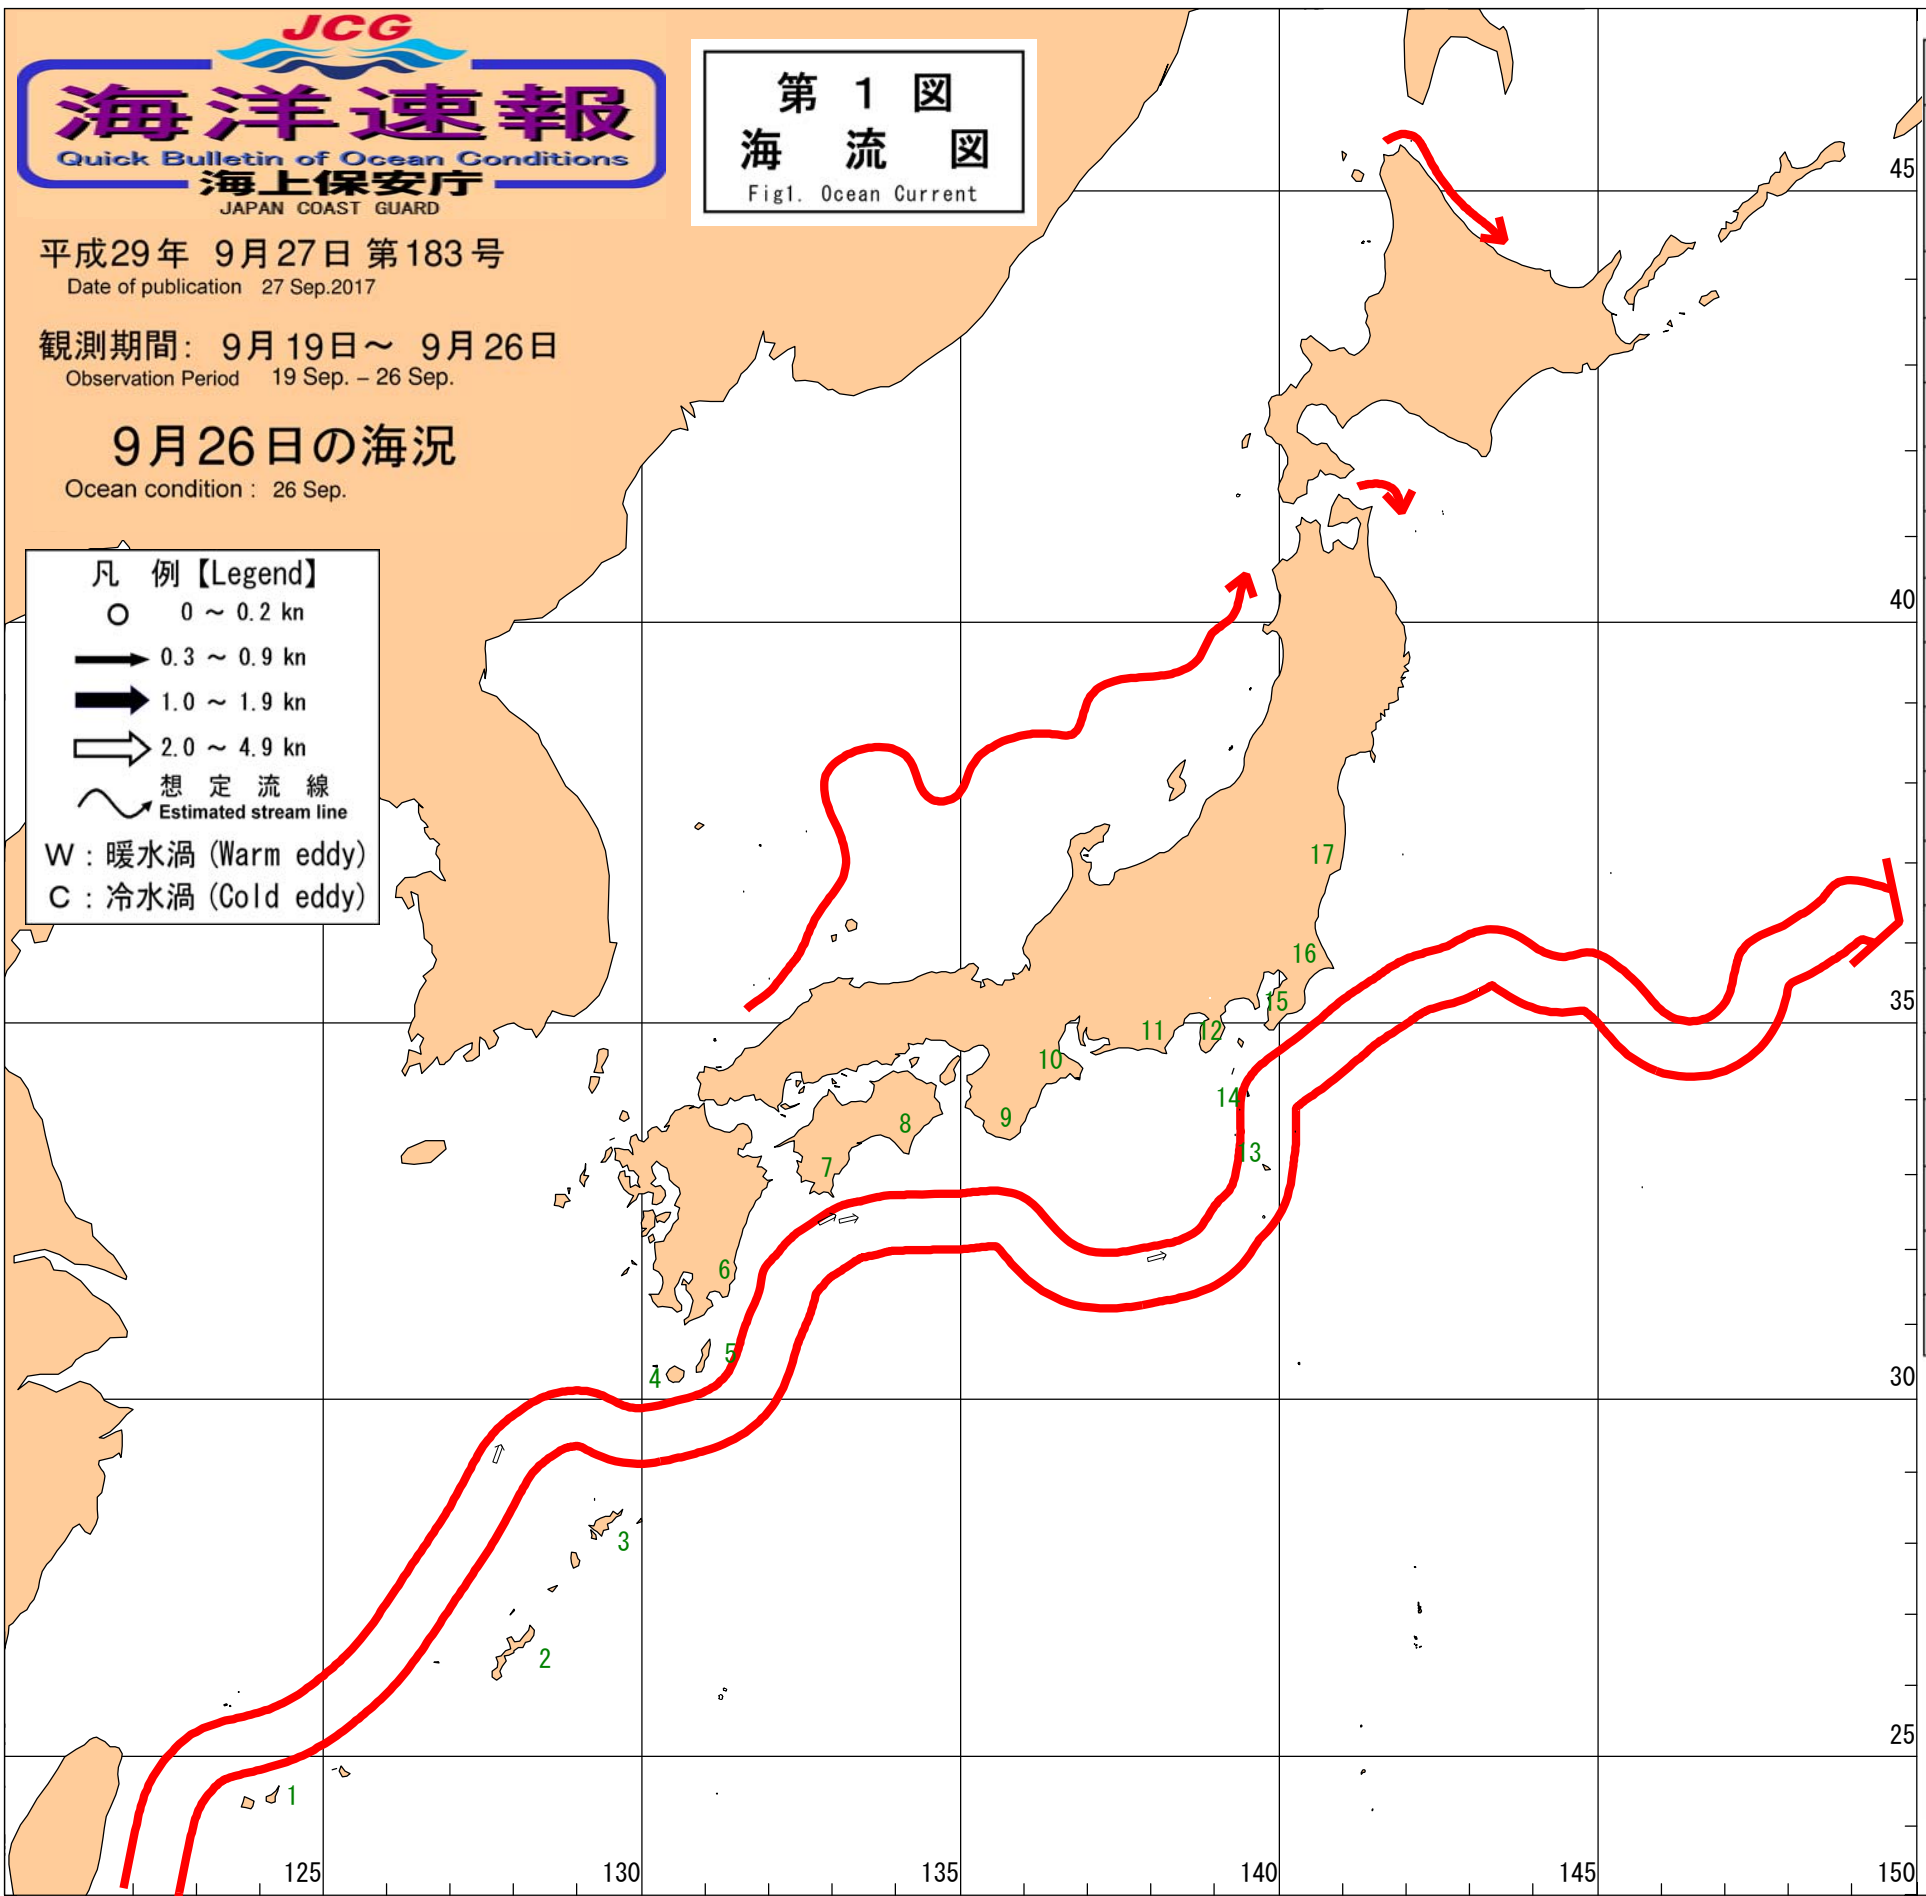 JCG
海洋速報
Quick Bulletin of Ocean Conditions
海上保安庁
JAPAN COAST GUARD
第 1 図
海 流 図
Fig1. Ocean Current
平成29年 9月27日 第183号
Date of publication 27 Sep.2017
観測期間: 9月19日～ 9月26日
Observation Period 19 Sep. – 26 Sep.
9月26日の海況
Ocean condition : 26 Sep.
凡 例【Legend】
0 ～ 0.2 kn
0.3 ～ 0.9 kn
1.0 ～ 1.9 kn
2.0 ～ 4.9 kn
想 定 流 線
Estimated stream line
W : 暖水渦 (Warm eddy)
C : 冷水渦 (Cold eddy)
45
40
35
30
25
17
16
15
14
13
12
11
10
9
8
7
6
5
4
3
2
1
125
130
135
140
145
150